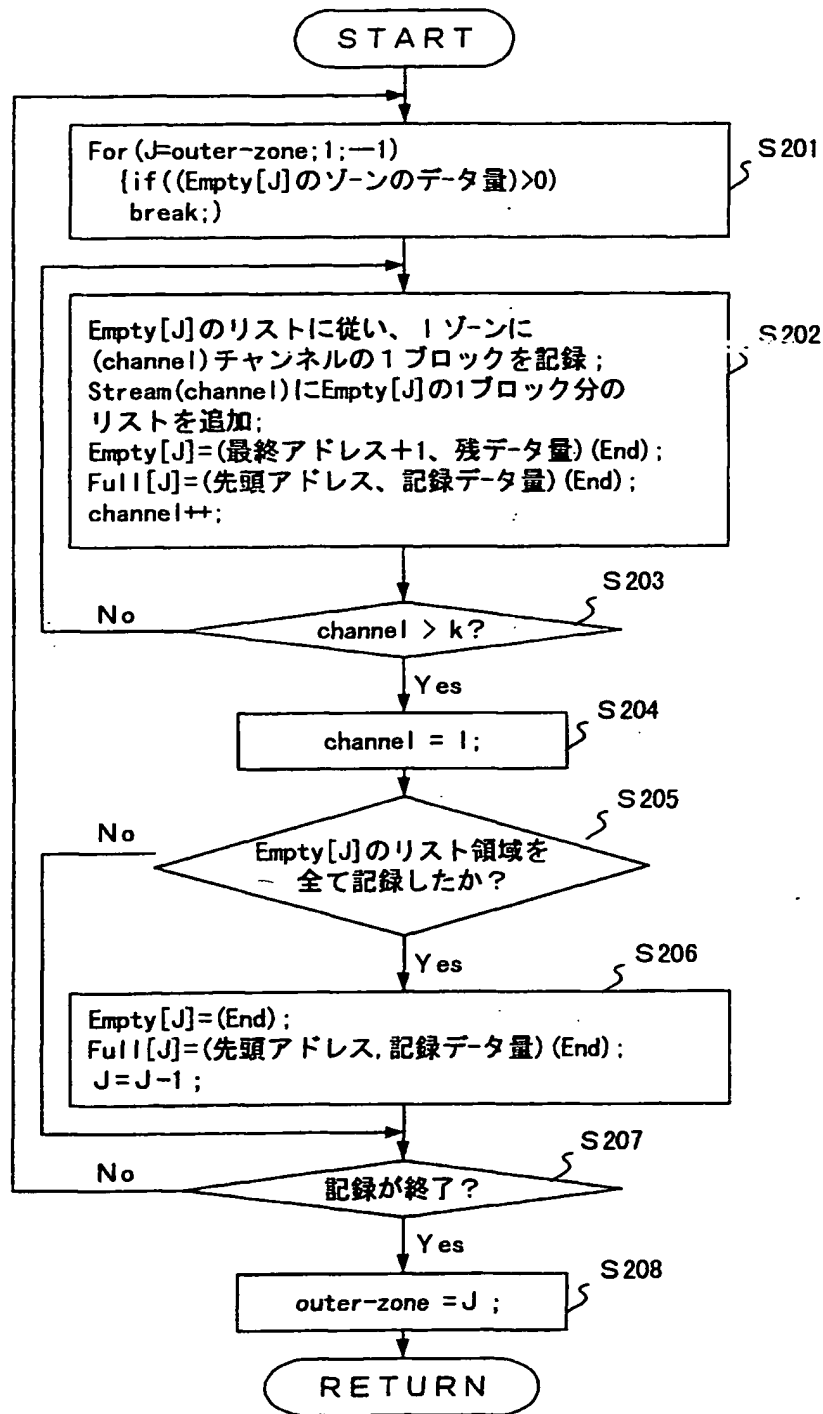 START
For(J=outer-zone;1;—1)
{if((Empty[J]のゾーンのデータ量)>0)
break;)
S201
Empty[J]のリストに従い、1ゾーンに
(channel)チャンネルの1ブロックを記録;
Stream(channel)にEmpty[J]の1ブロック分の
リストを追加;
Empty[J]=(最終アドレス+1、残データ量)(End);
Full[J]=(先頭アドレス、記録データ量)(End);
channel++;
S202
channel > k?
S203
No
Yes
channel = 1;
S204
Empty[J]のリスト領域を
全て記録したか?
S205
No
Yes
Empty[J]=(End);
Full[J]=(先頭アドレス,記録データ量)(End);
J=J-1;
S206
記録が終了?
S207
No
Yes
outer-zone =J ;
S208
RETURN